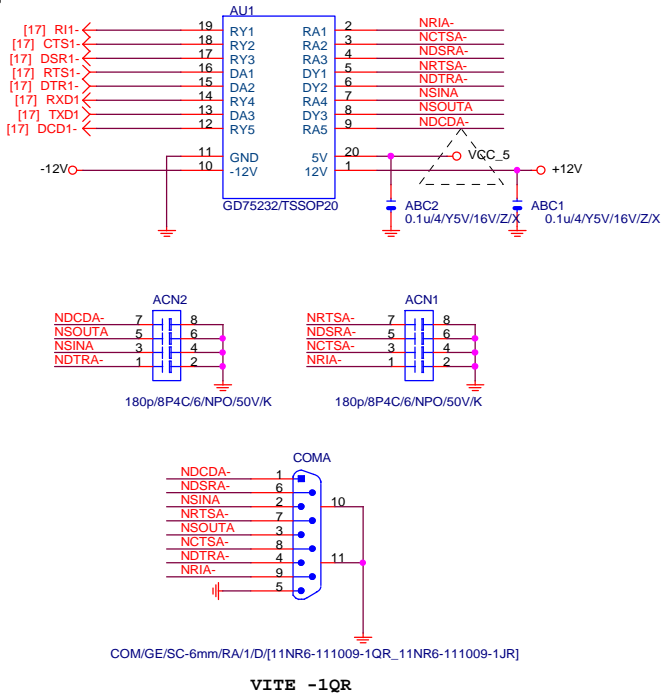 AU1
[17] RI1- 19 RY1 RA1 2 NRIA-
[17] CTS1- 18 RY2 RA2 3 NCTSA-
[17] DSR1- 17 RY3 RA3 4 NDSRA-
[17] RTS1- 16 DA1 DY1 5 NRTSA-
[17] DTR1- 15 DA2 DY2 6 NDTRA-
[17] RXD1 14 RY4 RA4 7 NSINA
[17] TXD1 13 DA3 DY3 8 NSOUTA
[17] DCD1- 12 RY5 RA5 9 NDCDA-
11 GND 5V 20 VCC_5
-12V 10 -12V 12V 1 +12V
GD75232/TSSOP20
ABC2
0.1u/4/Y5V/16V/Z/X
ABC1
0.1u/4/Y5V/16V/Z/X
ACN2
NDCDA- 7 8
NSOUTA 5 6
NSINA 3 4
NDTRA- 1 2
180p/8P4C/6/NPO/50V/K
ACN1
NRTSA- 7 8
NDSRA- 5 6
NCTSA- 3 4
NRIA- 1 2
180p/8P4C/6/NPO/50V/K
COMA
NDCDA- 1
NDSRA- 6
NSINA 2 10
NRTSA- 7
NSOUTA 3
NCTSA- 8
NDTRA- 4 11
NRIA- 9
5
COM/GE/SC-6mm/RA/1/D/[11NR6-111009-1QR_11NR6-111009-1JR]
VITE -1QR